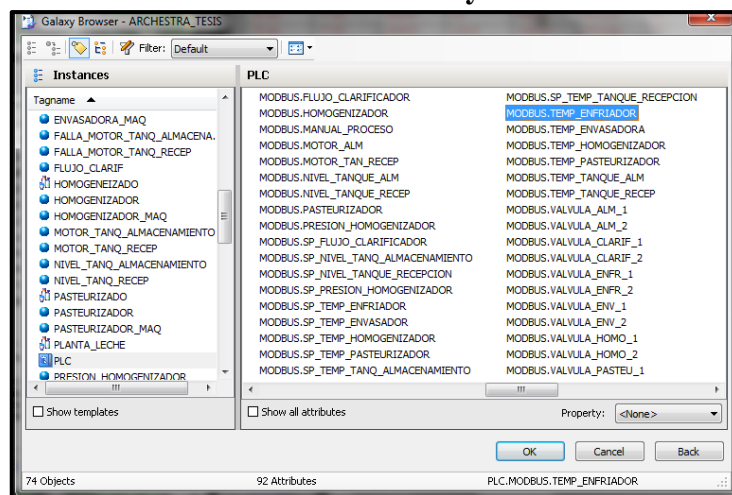 Galaxy Browser - ARCHESTRA_TESIS
Filter: Default
Instances
PLC
Tagname
ENVASADORA_MAQ
FALLA_MOTOR_TANQ_ALMACENA.
FALLA_MOTOR_TANQ_RECEP
FLUJO_CLARIF
HOMOGENEIZADO
HOMOGENIZADOR
HOMOGENIZADOR_MAQ
MOTOR_TANQ_ALMACENAMIENTO
MOTOR_TANQ_RECEP
NIVEL_TANQ_ALMACENAMIENTO
NIVEL_TANQ_RECEP
PASTEURIZADO
PASTEURIZADOR
PASTEURIZADOR_MAQ
PLANTA_LECHE
PLC
PRESION_HOMOGENIZADOR
MODBUS.FLUJO_CLARIFICADOR
MODBUS.HOMOGENIZADOR
MODBUS.MANUAL_PROCESO
MODBUS.MOTOR_ALM
MODBUS.MOTOR_TAN_RECEP
MODBUS.NIVEL_TANQUE_ALM
MODBUS.NIVEL_TANQUE_RECEP
MODBUS.PASTEURIZADOR
MODBUS.PRESION_HOMOGENIZADOR
MODBUS.SP_FLUJO_CLARIFICADOR
MODBUS.SP_NIVEL_TANQ_ALMACENAMIENTO
MODBUS.SP_NIVEL_TANQUE_RECEPCION
MODBUS.SP_PRESION_HOMOGENIZADOR
MODBUS.SP_TEMP_ENFRIADOR
MODBUS.SP_TEMP_ENVASADOR
MODBUS.SP_TEMP_HOMOGENIZADOR
MODBUS.SP_TEMP_PASTEURIZADOR
MODBUS.SP_TEMP_TANQ_ALMACENAMIENTO
MODBUS.SP_TEMP_TANQUE_RECEPCION
MODBUS.TEMP_ENFRIADOR
MODBUS.TEMP_ENVASADORA
MODBUS.TEMP_HOMOGENIZADOR
MODBUS.TEMP_PASTEURIZADOR
MODBUS.TEMP_TANQUE_ALM
MODBUS.TEMP_TANQUE_RECEP
MODBUS.VALVULA_ALM_1
MODBUS.VALVULA_ALM_2
MODBUS.VALVULA_CLARIF_1
MODBUS.VALVULA_CLARIF_2
MODBUS.VALVULA_ENFR_1
MODBUS.VALVULA_ENFR_2
MODBUS.VALVULA_ENV_1
MODBUS.VALVULA_ENV_2
MODBUS.VALVULA_HOMO_1
MODBUS.VALVULA_HOMO_2
MODBUS.VALVULA_PASTEU_1
Show templates
Show all attributes
Property: <None>
OK Cancel Back
74 Objects
92 Attributes
PLC.MODBUS.TEMP_ENFRIADOR